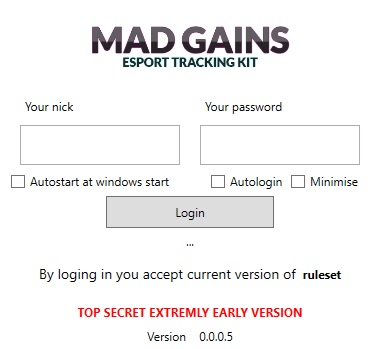 MAD GAINS
ESPORT TRACKING KIT
Your nick Your password
Autostart at windows start Autologin Minimise
Login
...
By loging in you accept current version of ruleset
TOP SECRET EXTREMLY EARLY VERSION
Version 0.0.0.5